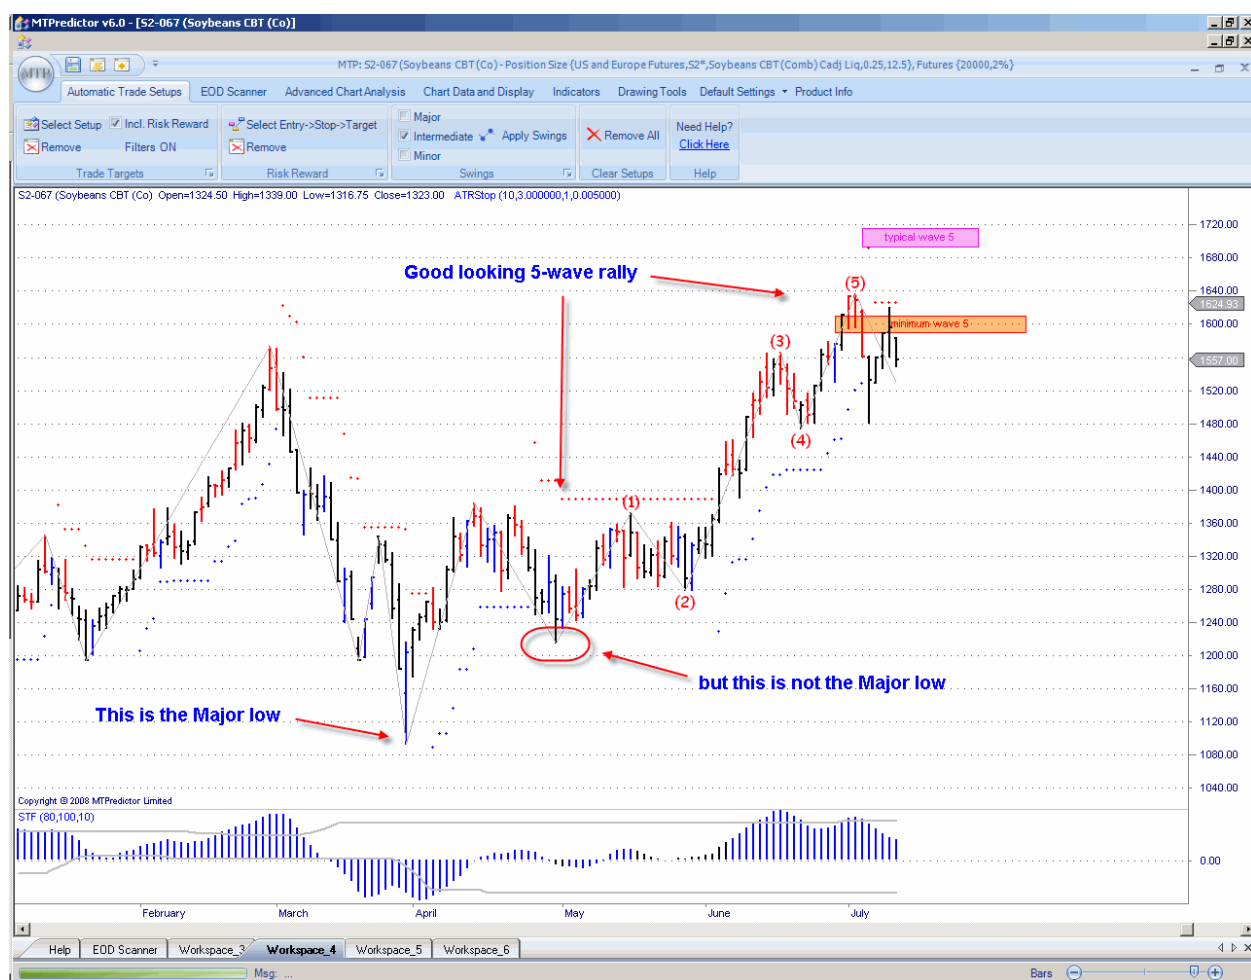 MTPredictor v6.0 - [S2-067 (Soybeans CBT (Co)]
MTP
MTP: S2-067 (Soybeans CBT (Co) - Position Size {US and Europe Futures,S2*,Soybeans CBT (Comb) Cadj Liq,0.25,12.5}, Futures {20000,2%}
Automatic Trade Setups EOD Scanner Advanced Chart Analysis Chart Data and Display Indicators Drawing Tools Default Settings Product Info
Select Setup Incl. Risk Reward
Remove Filters ON
Trade Targets
Select Entry->Stop->Target
Remove
Risk Reward
Major
Intermediate Apply Swings
Minor
Swings
Remove All
Clear Setups
Need Help?
Click Here
Help
S2-067 (Soybeans CBT (Co) Open=1324.50 High=1339.00 Low=1316.75 Close=1323.00 ATRStop (10,3.000000,1,0.005000)
1720.00
typical wave 5
1680.00
Good looking 5-wave rally
1640.00
(5)
1624.93
minimum wave 5
1600.00
(3)
1557.00
1520.00
1480.00
(4)
1440.00
1400.00
(1)
1360.00
1320.00
1280.00
(2)
1240.00
1200.00
but this is not the Major low
1160.00
This is the Major low
1120.00
1080.00
1040.00
Copyright © 2008 MTPredictor Limited
STF (80,100,10)
0.00
February March April May June July
Help EOD Scanner Workspace_3 Workspace_4 Workspace_5 Workspace_6
Msg: ... Bars